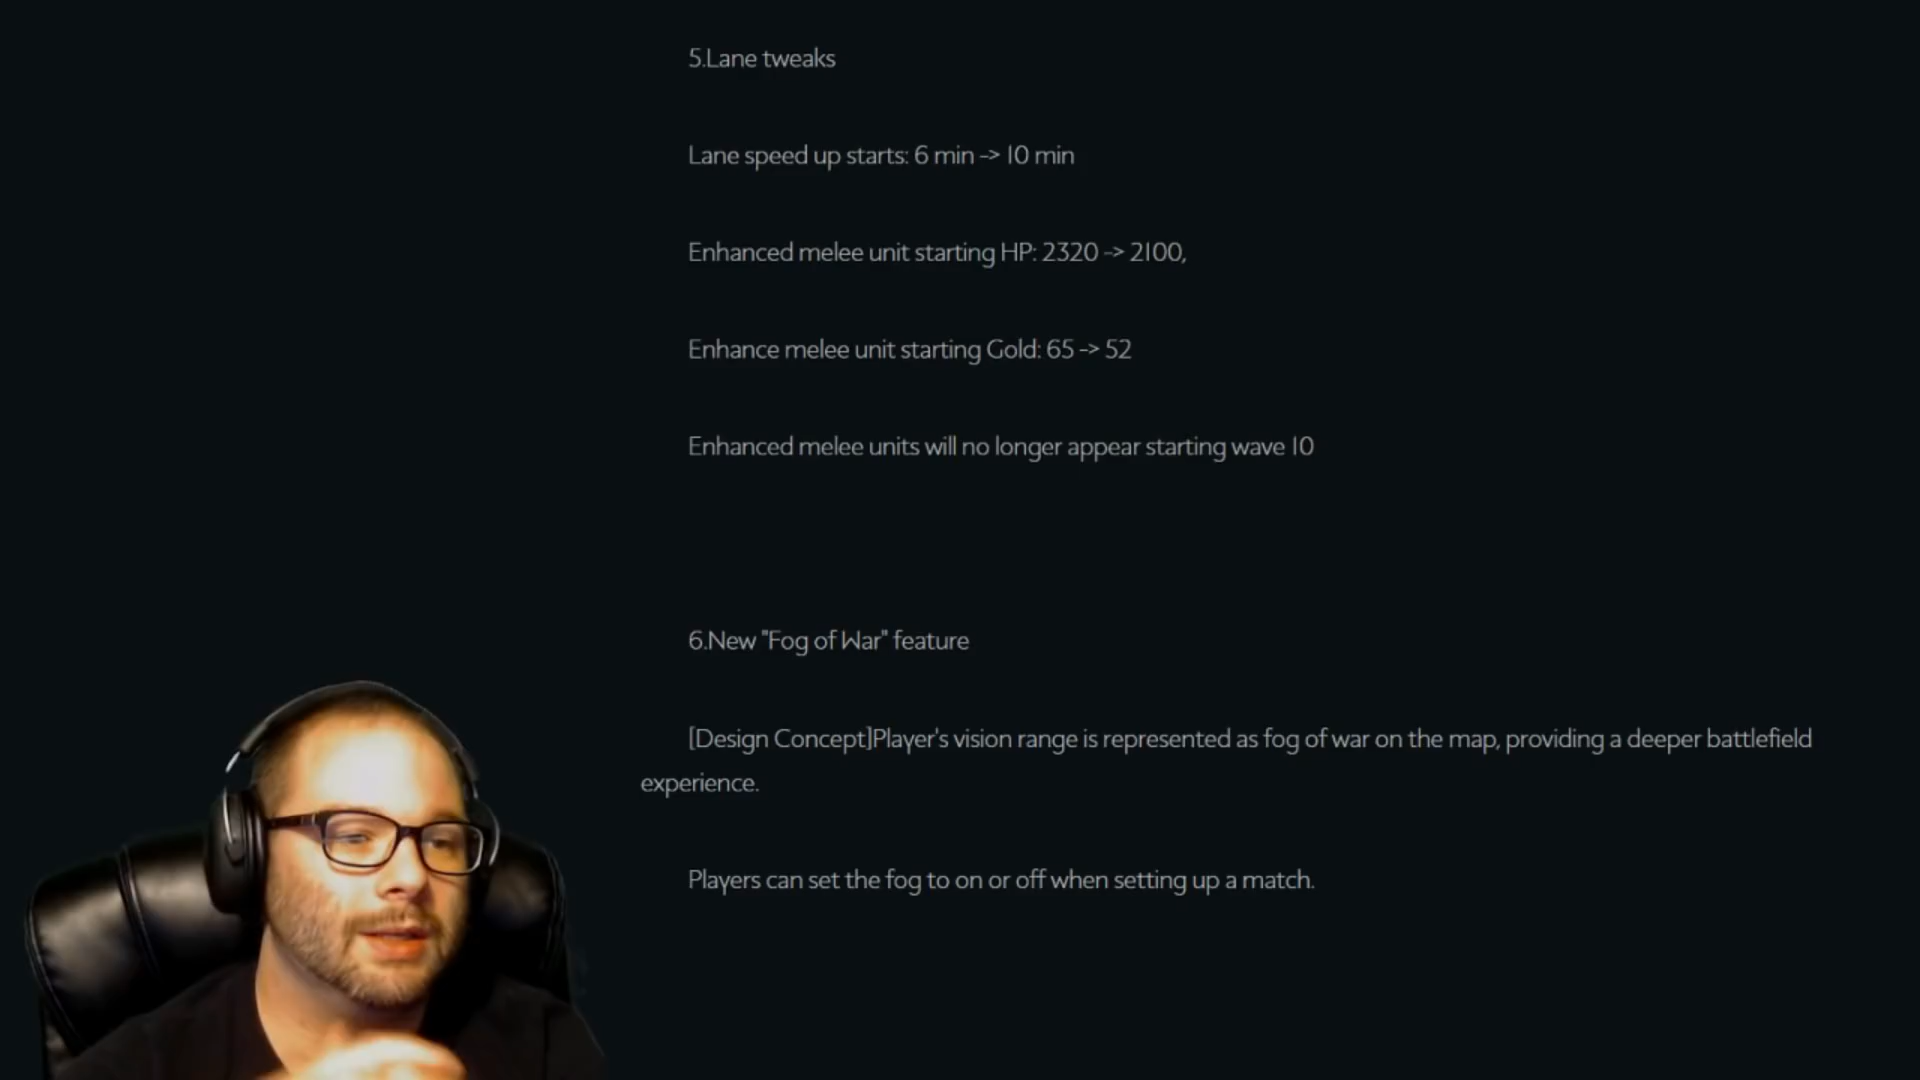 5.Lane tweaks
Lane speed up starts: 6 min -> 10 min
Enhanced melee unit starting HP: 2320 -> 2100,
Enhance melee unit starting Gold: 65 -> 52
Enhanced melee units will no longer appear starting wave 10
6.New "Fog of War" feature
[Design Concept]Player's vision range is represented as fog of war on the map, providing a deeper battlefield
experience.
Players can set the fog to on or off when setting up a match.